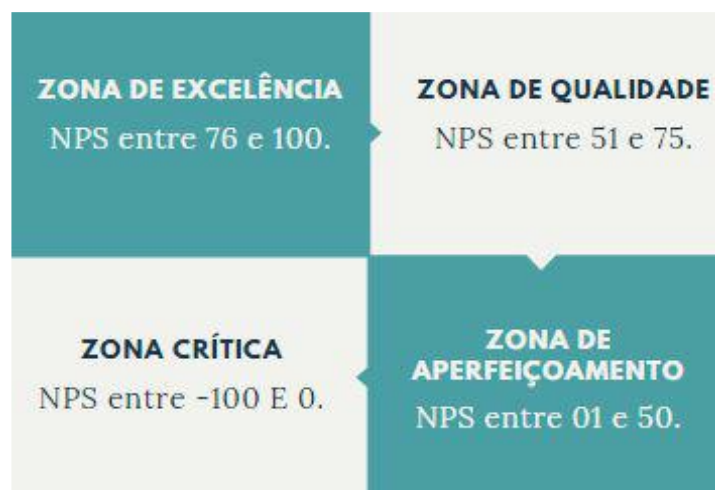 ZONA DE EXCELÊNCIA
NPS entre 76 e 100.
ZONA DE QUALIDADE
NPS entre 51 e 75.
ZONA CRÍTICA
NPS entre -100 E 0.
ZONA DE
APERFEIÇOAMENTO
NPS entre 01 e 50.